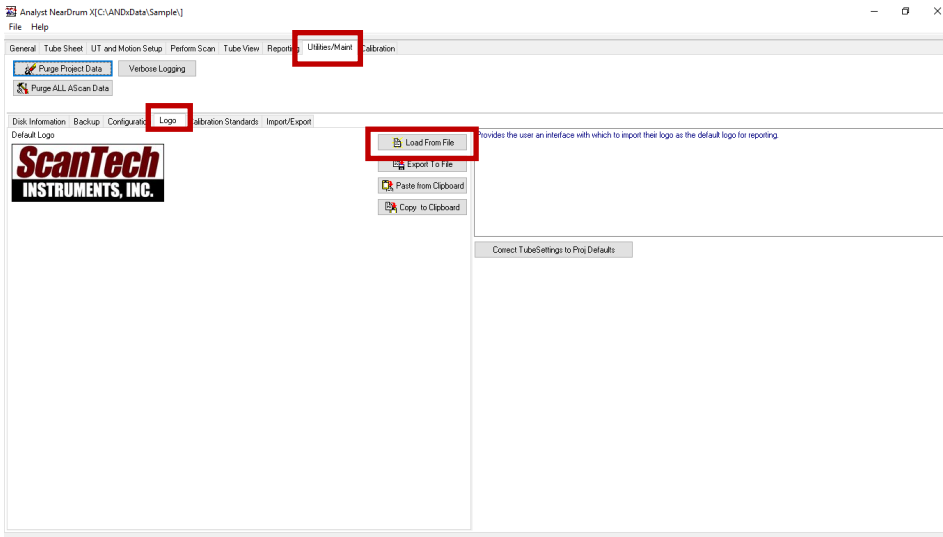 Analyst NearDrum X[C:\ANDxData\Sample\]
File Help
General Tube Sheet UT and Motion Setup Perform Scan Tube View Reporting Utilities/Maint Calibration
Purge Project Data Verbose Logging
Purge ALL AScan Data
Disk Information Backup Configuration Logo Calibration Standards Import/Export
Default Logo
ScanTech
INSTRUMENTS, INC.
Load From File
Export To File
Paste from Clipboard
Copy to Clipboard
Provides the user an interface with which to import their logo as the default logo for reporting.
Correct TubeSettings to Proj Defaults